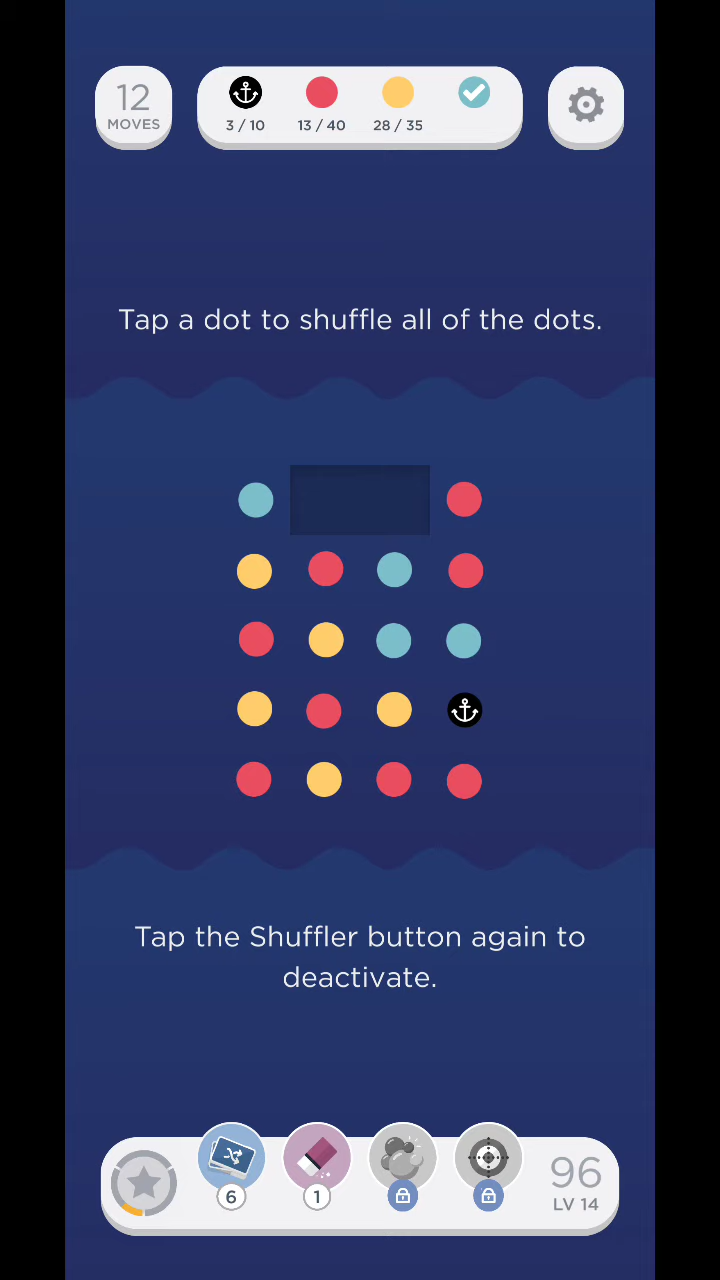 12
MOVES
3 / 10
13 / 40
28 / 35
Tap a dot to shuffle all of the dots.
Tap the Shuffler button again to
deactivate.
6
1
96
LV 14